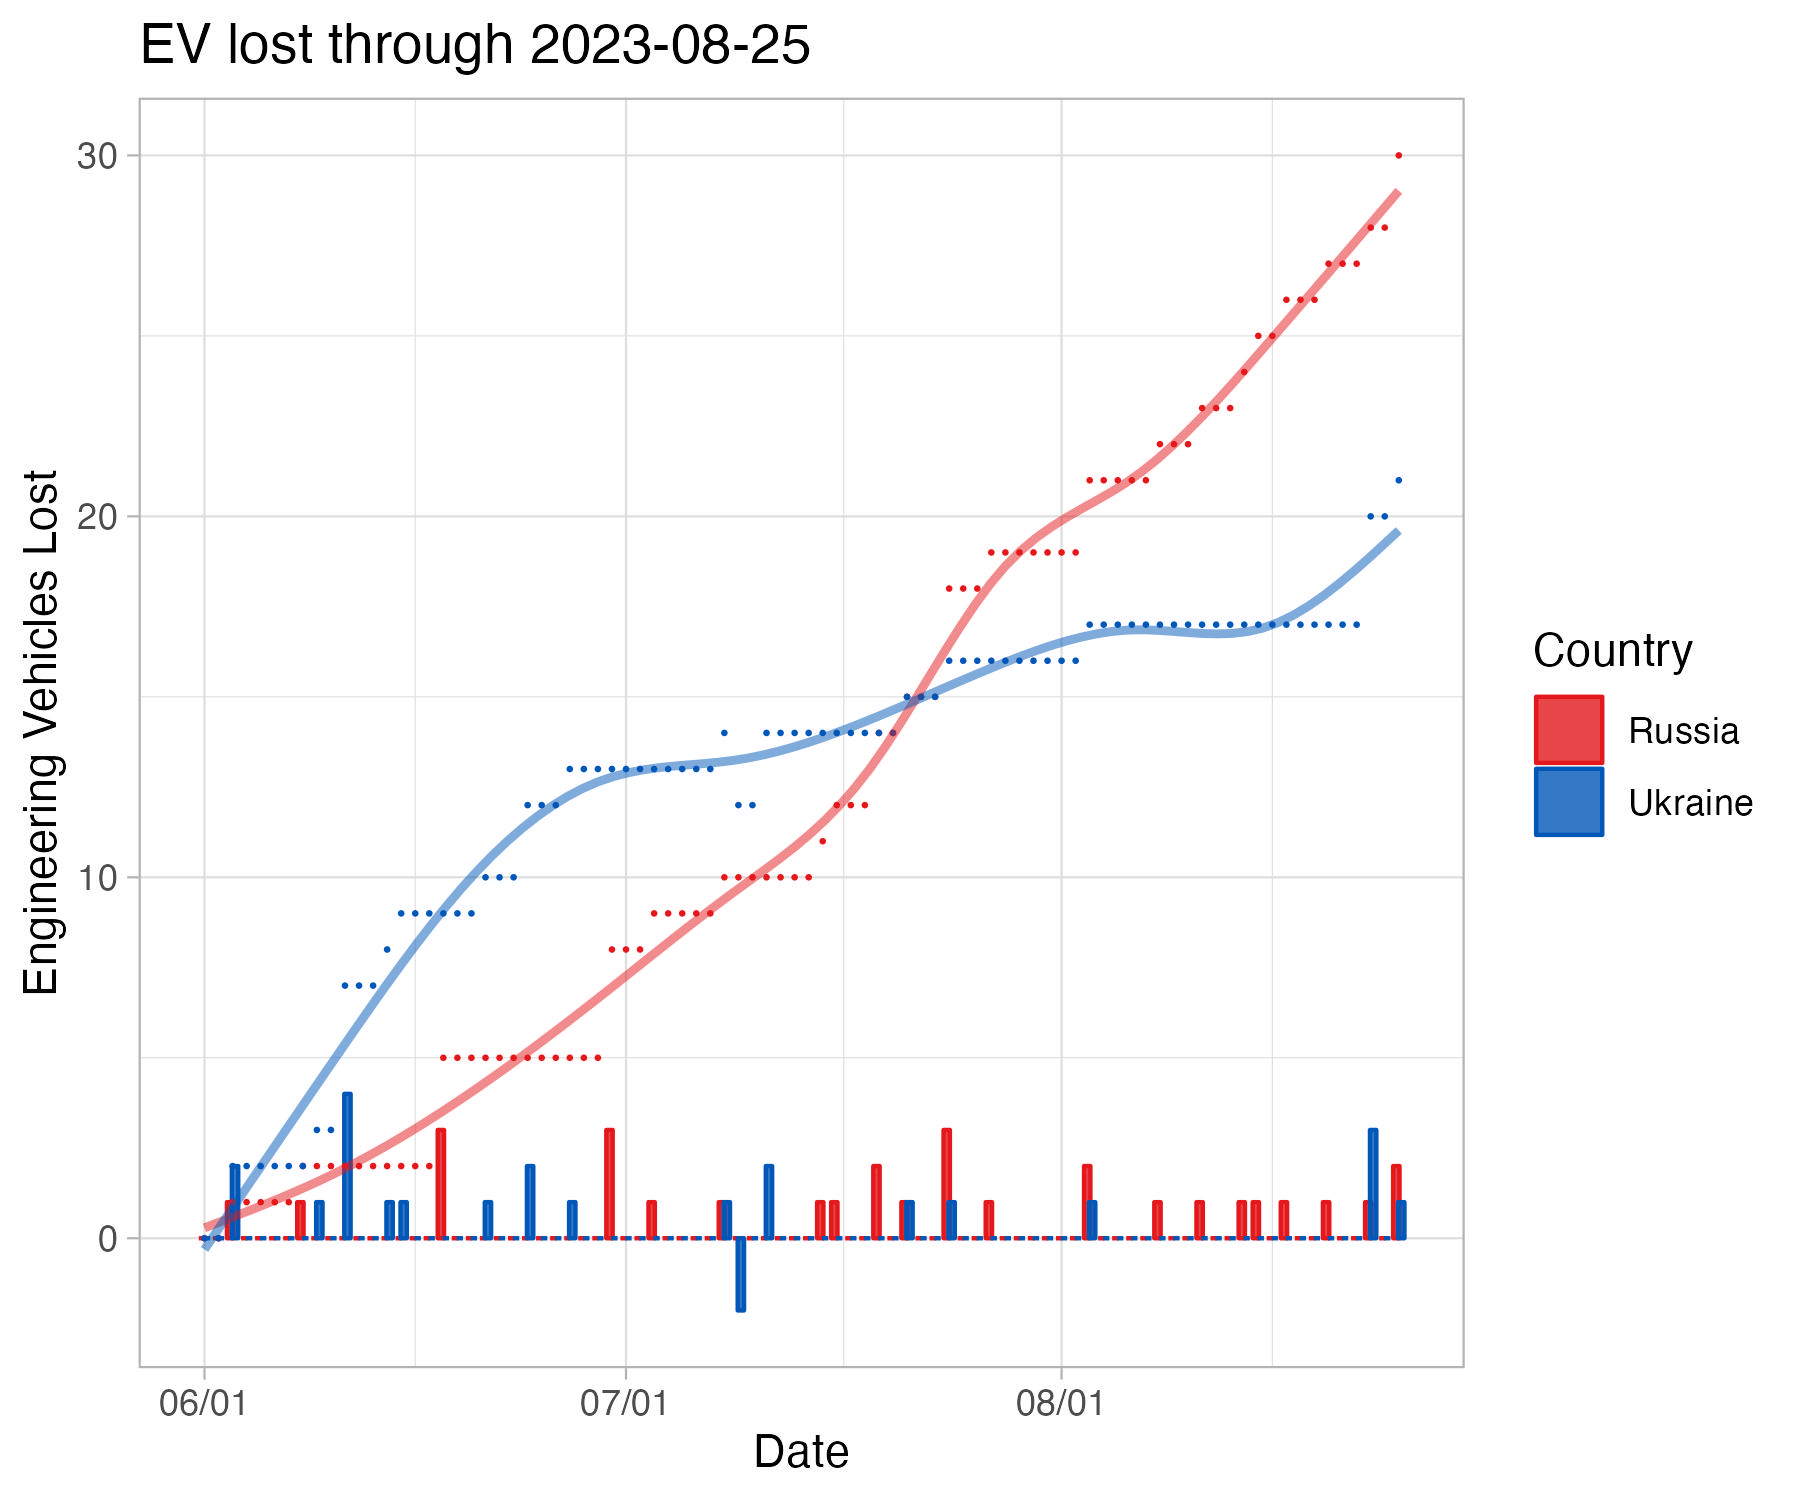 EV lost through 2023-08-25
Engineering Vehicles Lost
30
20
10
0
06/01
07/01
08/01
Date
Country
Russia
Ukraine